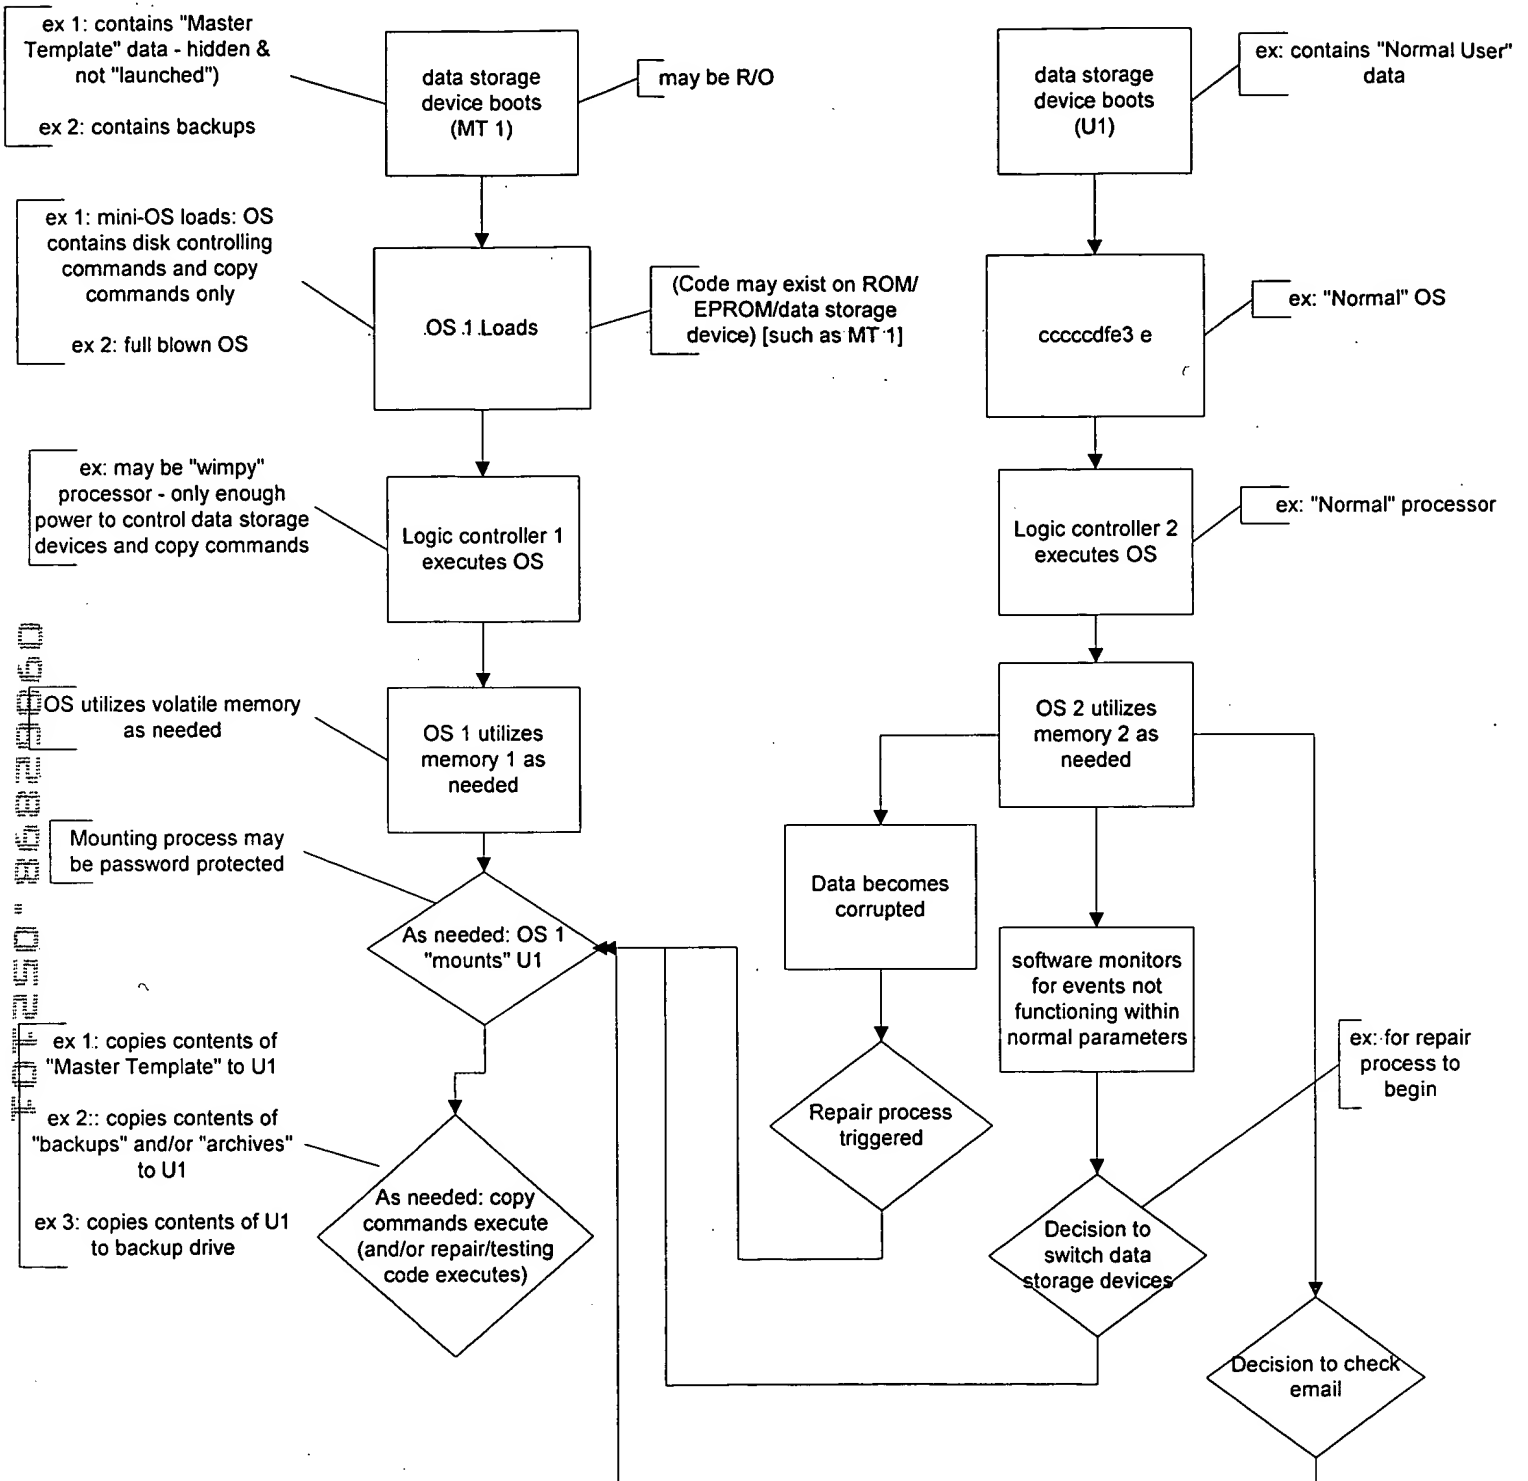 ex 1: contains "Master
Template" data - hidden &
not "launched")
ex 2: contains backups
data storage
device boots
(MT 1)
may be R/O
data storage
device boots
(U1)
ex: contains "Normal User"
data
ex 1: mini-OS loads: OS
contains disk controlling
commands and copy
commands only
ex 2: full blown OS
OS 1 Loads
(Code may exist on ROM/
EPROM/data storage
device) [such as MT 1]
cccccdfe3 e
ex: "Normal" OS
ex: may be "wimpy"
processor - only enough
power to control data storage
devices and copy commands
Logic controller 1
executes OS
Logic controller 2
executes OS
ex: "Normal" processor
OS utilizes volatile memory
as needed
OS 1 utilizes
memory 1 as
needed
OS 2 utilizes
memory 2 as
needed
Mounting process may
be password protected
As needed: OS 1
"mounts" U1
Data becomes
corrupted
software monitors
for events not
functioning within
normal parameters
ex 1: copies contents of
"Master Template" to U1
ex 2:: copies contents of
"backups" and/or "archives"
to U1
ex 3: copies contents of U1
to backup drive
As needed: copy
commands execute
(and/or repair/testing
code executes)
Repair process
triggered
ex: for repair
process to
begin
Decision to
switch data
storage devices
Decision to check
email